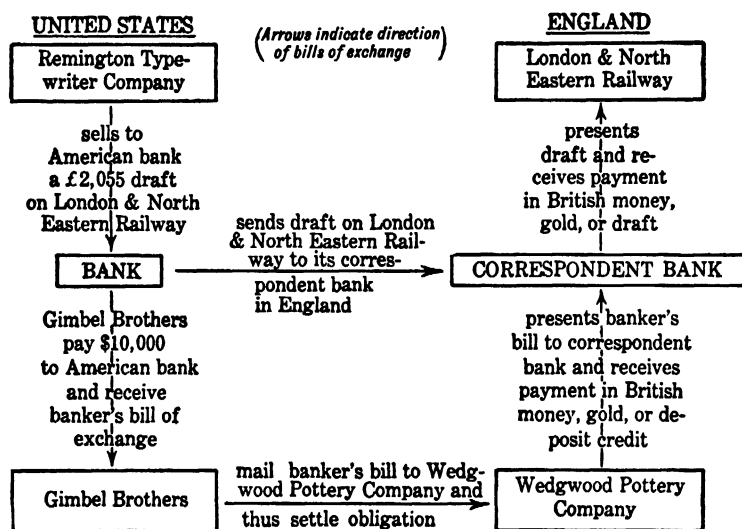 UNITED STATES
(Arrows indicate direction
of bills of exchange)
ENGLAND
Remington Type-
writer Company
London & North
Eastern Railway
sells to
American bank
a £2,055 draft
on London & North
Eastern Railway
presents
draft and re-
ceives payment
in British money,
gold, or draft
sends draft on London
& North Eastern Rail-
way to its corres-
pondent bank
in England
BANK
CORRESPONDENT BANK
Gimbel Brothers
pay $10,000
to American bank
and receive
banker's bill of
exchange
presents banker's
bill to correspondent
bank and receives
payment in British
money, gold, or de-
posit credit
Gimbel Brothers
mail banker's bill to Wedg-
wood Pottery Company and
thus settle obligation
Wedgwood Pottery
Company